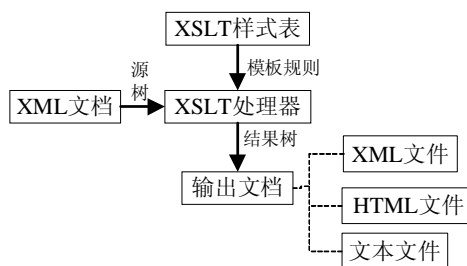 XSLT样式表
源
树
模板规则
XML文档
XSLT处理器
结果树
XML文件
输出文档
HTML文件
文本文件